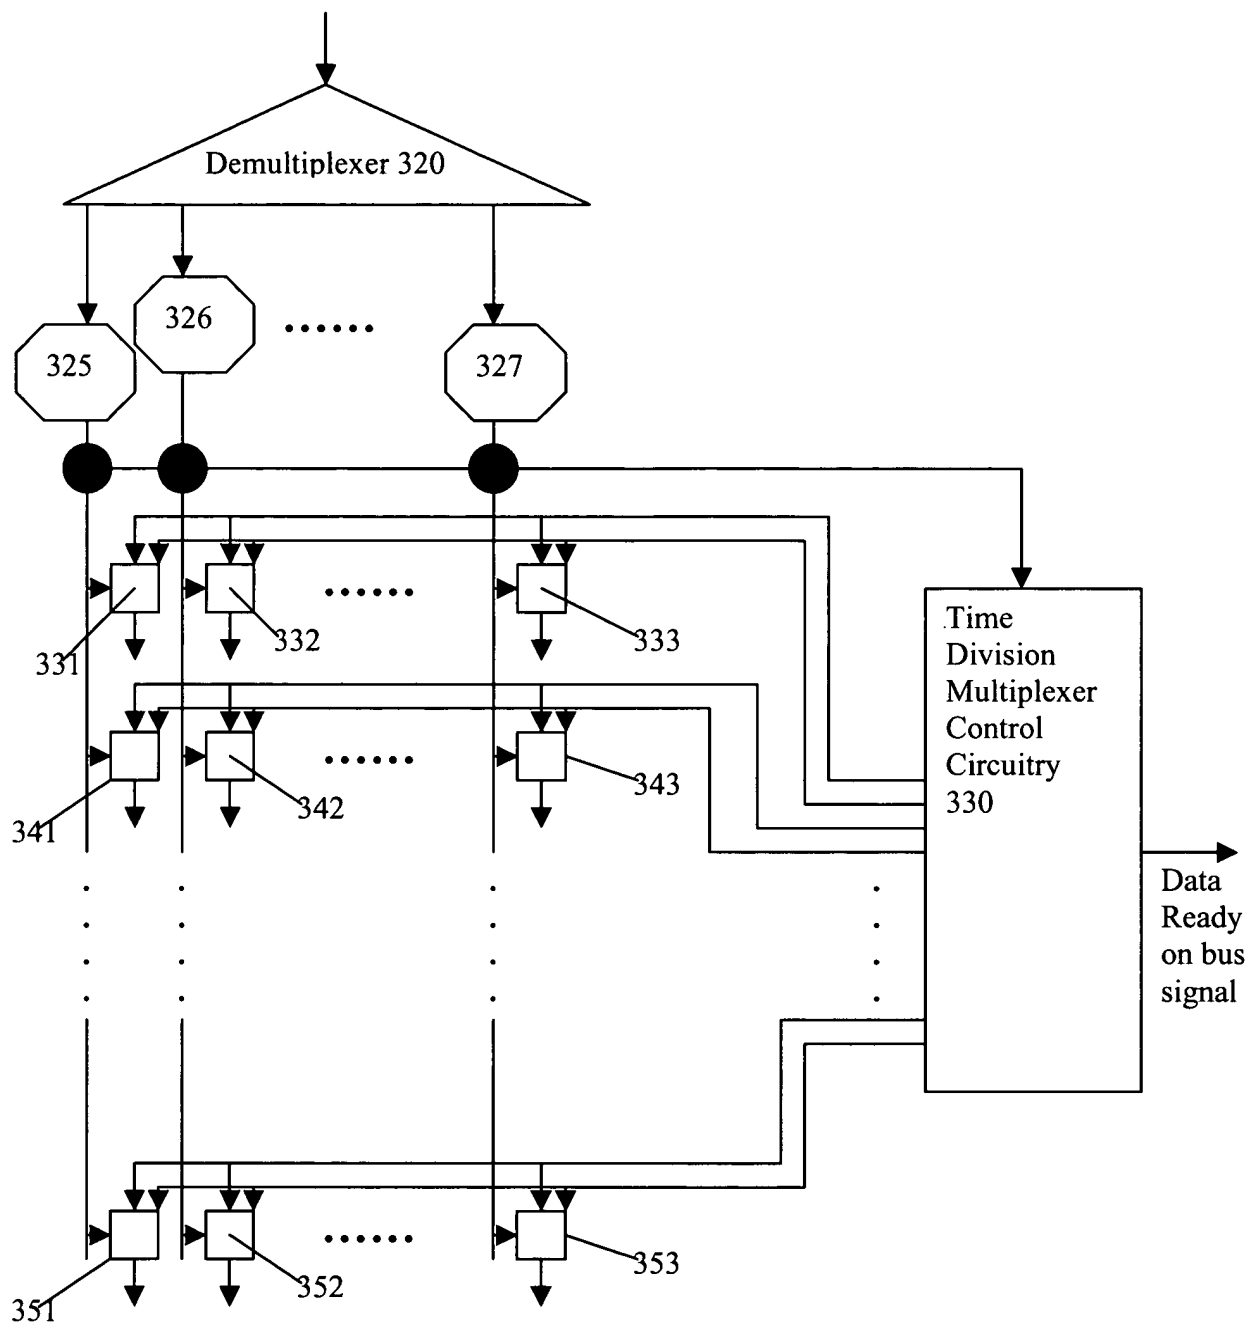 Demultiplexer 320
326
325
327
331
332
333
Time
Division
Multiplexer
Control
Circuitry
330
341
342
343
Data
Ready
on bus
signal
351
352
353